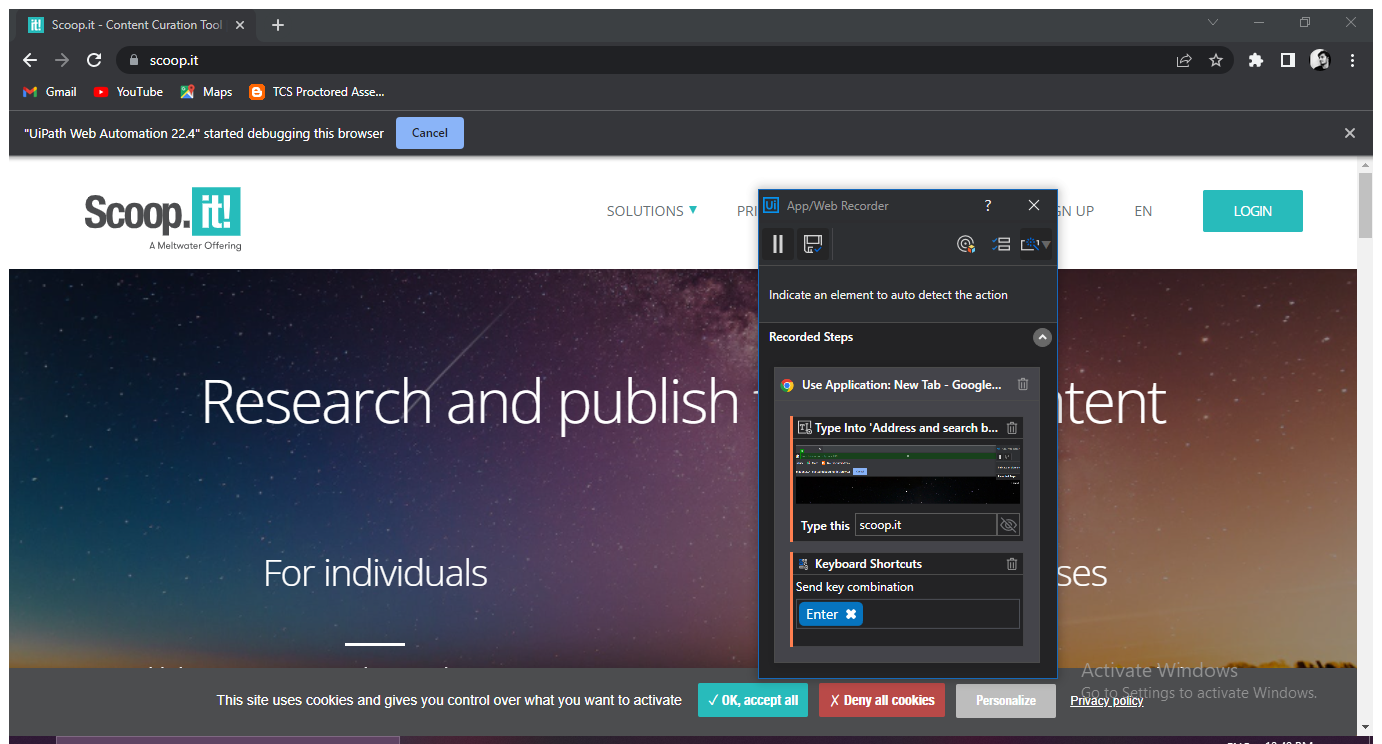 it! Scoop.it - Content Curation Tool
scoop.it
Gmail YouTube Maps TCS Proctored Asse...
"UiPath Web Automation 22.4" started debugging this browser Cancel
Scoop.it!
A Meltwater Offering
SOLUTIONS PRI GN UP EN LOGIN
Ui App/Web Recorder ?
Indicate an element to auto detect the action
Recorded Steps
Use Application: New Tab - Google...
Type Into 'Address and search b...
Type this scoop.it
Keyboard Shortcuts
Send key combination
Enter
Research and publish ntent
For individuals ses
This site uses cookies and gives you control over what you want to activate ✓ OK, accept all ✗ Deny all cookies Personalize Privacy policy
Activate Windows
Go to Settings to activate Windows.